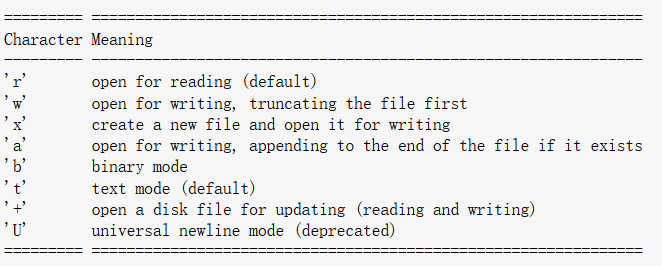 ========= ===============================================================
Character Meaning
--------- ---------------------------------------------------------------
'r'       open for reading (default)
'w'       open for writing, truncating the file first
'x'       create a new file and open it for writing
'a'       open for writing, appending to the end of the file if it exists
'b'       binary mode
't'       text mode (default)
'+'       open a disk file for updating (reading and writing)
'U'       universal newline mode (deprecated)
========= ===============================================================